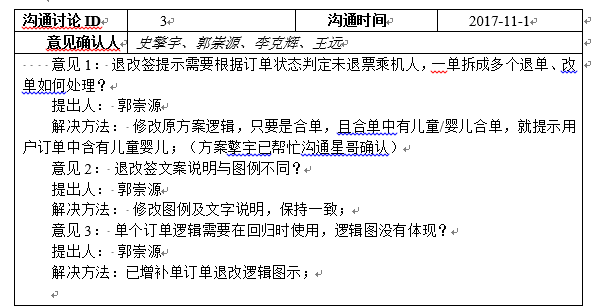 沟通讨论 ID 3 沟通时间 2017-11-1
意见确认人 史擎宇、郭崇源、李克辉、王远
意见 1：退改签提示需要根据订单状态判定未退票乘机人，一单拆成多个退单、改
单如何处理？
提出人：郭崇源
解决方法：修改原方案逻辑，只要是合单，且合单中有儿童/婴儿合单，就提示用
户订单中含有儿童婴儿；（方案擎宇已帮忙沟通星哥确认）
意见 2：退改签文案说明与图例不同？
提出人：郭崇源
解决方法：修改图例及文字说明，保持一致；
意见 3：单个订单逻辑需要在回归时使用，逻辑图没有体现？
提出人：郭崇源
解决方法：已增补单订单退改逻辑图示；